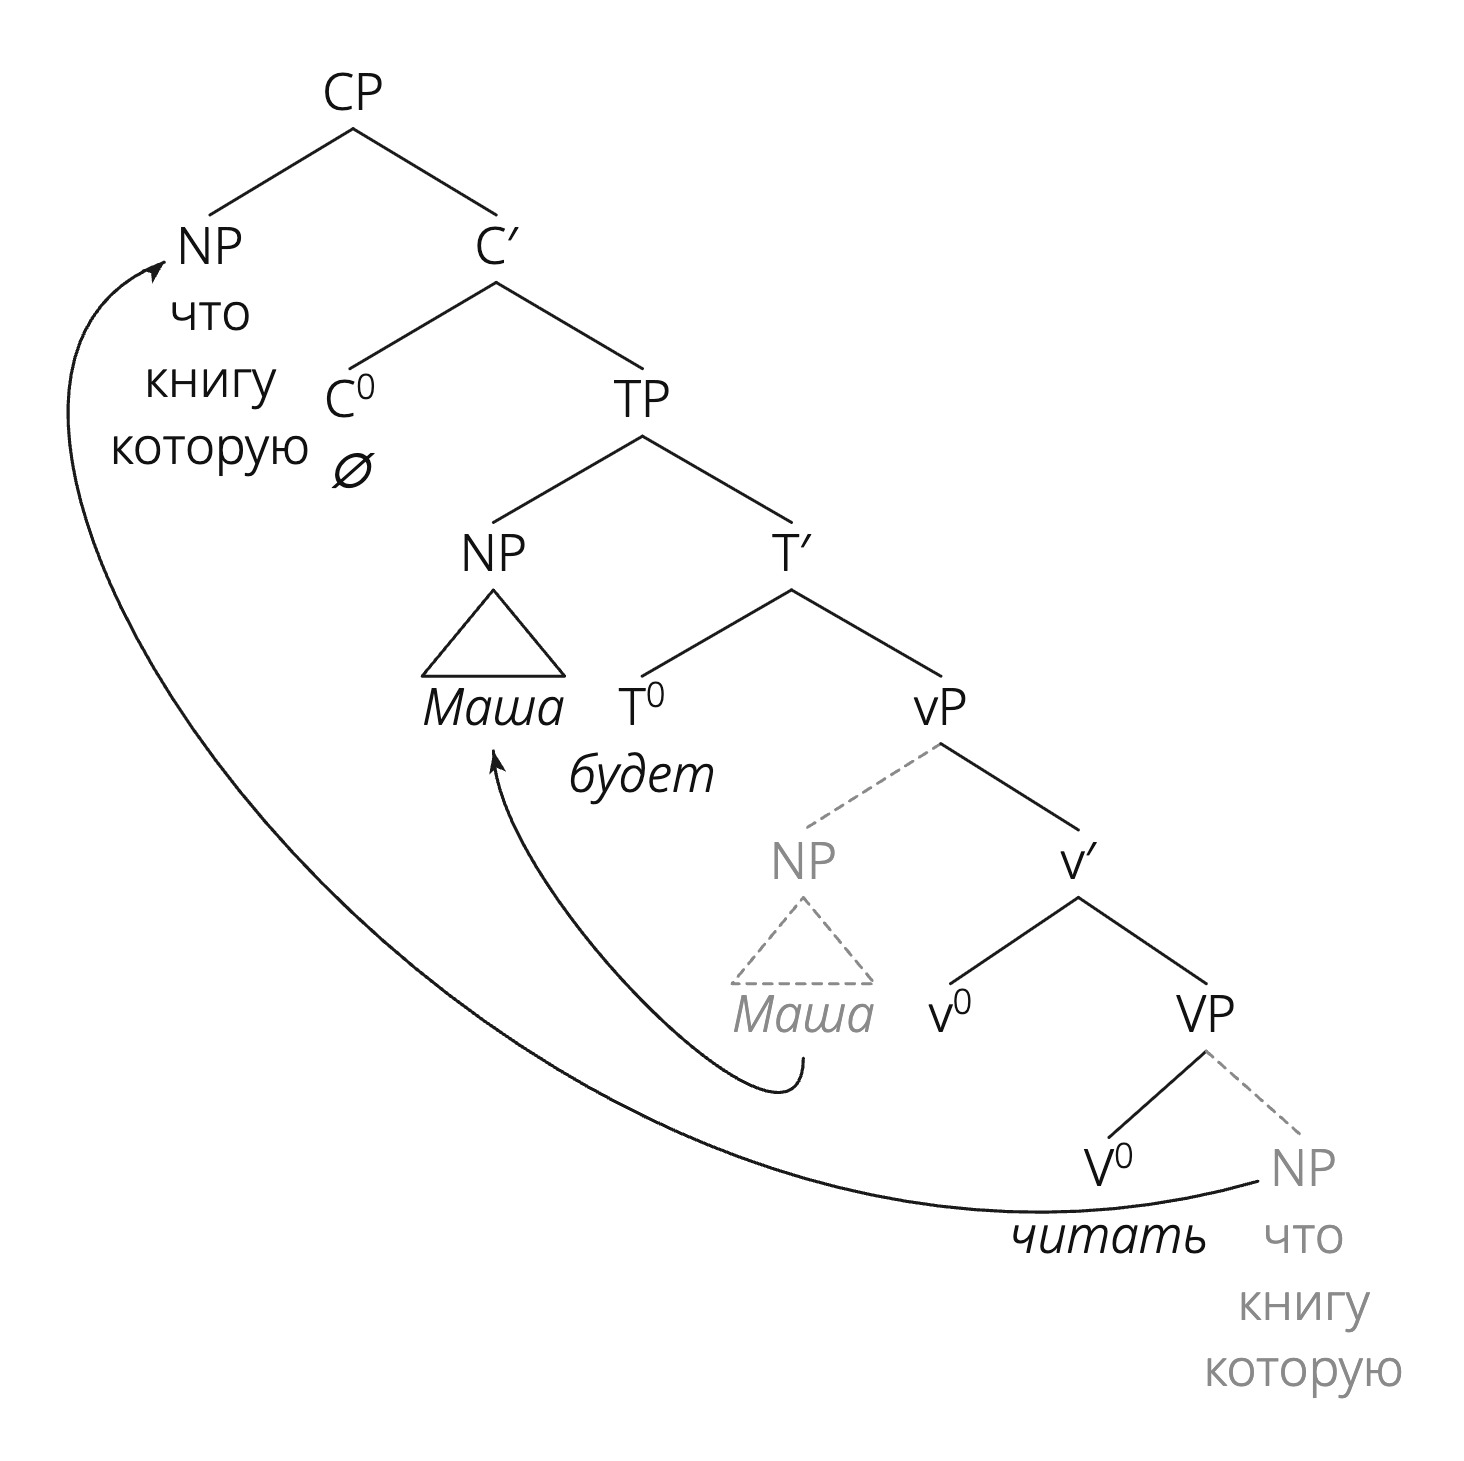 CP
NP C′
что
книгу
которую
C⁰ TP
∅
NP T′
Маша
T⁰ vP
будет
NP v′
Маша
v⁰ VP
V⁰ NP
читать
что
книгу
которую